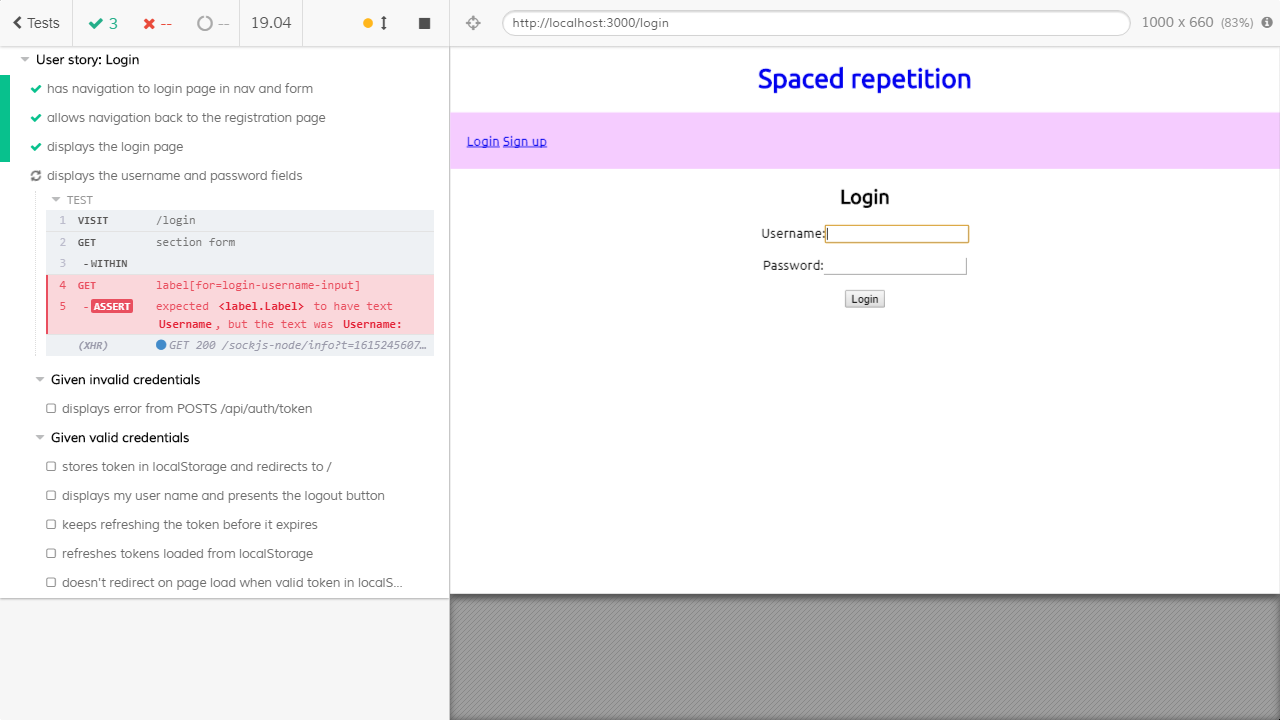 Tests
3
--
--
19.04
http://localhost:3000/login
1000 x 660 (83%)
User story: Login
has navigation to login page in nav and form
allows navigation back to the registration page
displays the login page
displays the username and password fields
TEST
1 VISIT /login
2 GET section form
3 -WITHIN
4 GET label[for=login-username-input]
5 -ASSERT expected <label.Label> to have text
Username, but the text was Username:
(XHR) GET 200 /sockjs-node/info?t=1615245607…
Given invalid credentials
displays error from POSTS /api/auth/token
Given valid credentials
stores token in localStorage and redirects to /
displays my user name and presents the logout button
keeps refreshing the token before it expires
refreshes tokens loaded from localStorage
doesn't redirect on page load when valid token in localS...
Spaced repetition
Login Sign up
Login
Username:
Password:
Login